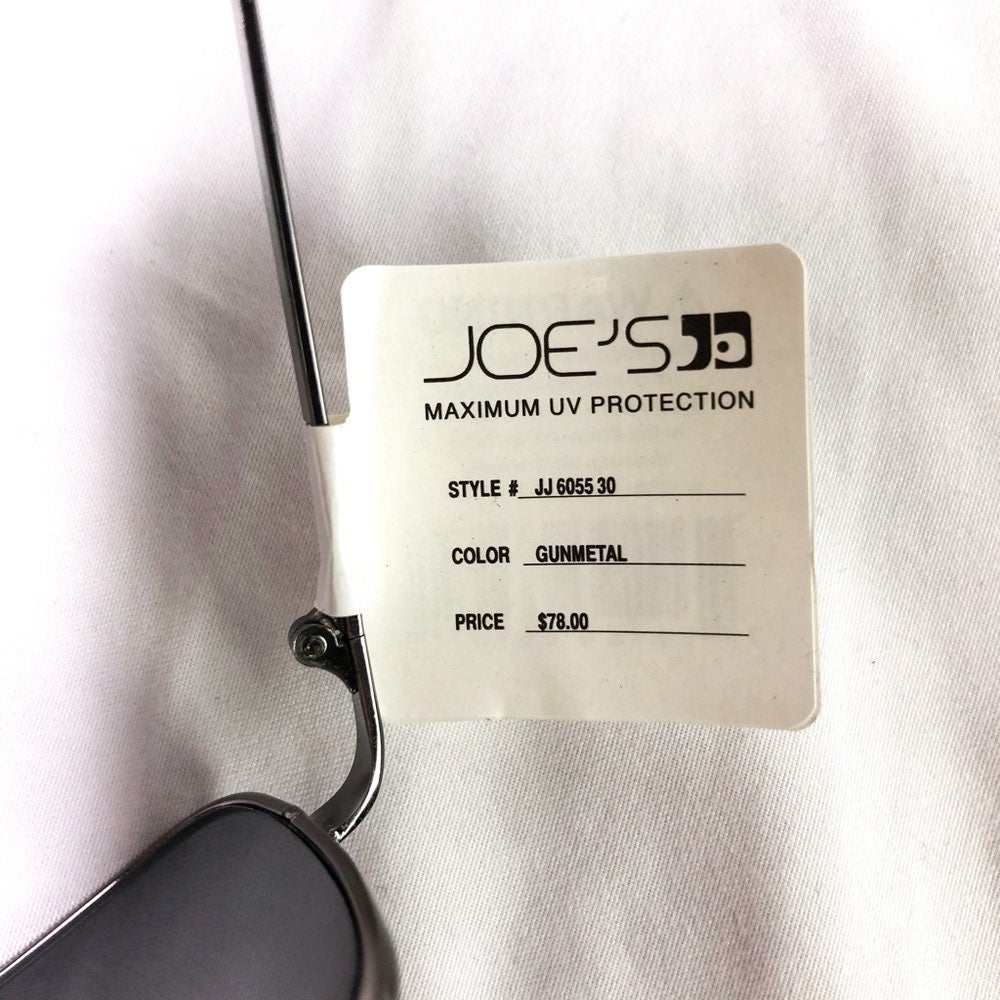 JOE'S
MAXIMUM UV PROTECTION
STYLE # JJ 6055 30
COLOR GUNMETAL
PRICE $78.00